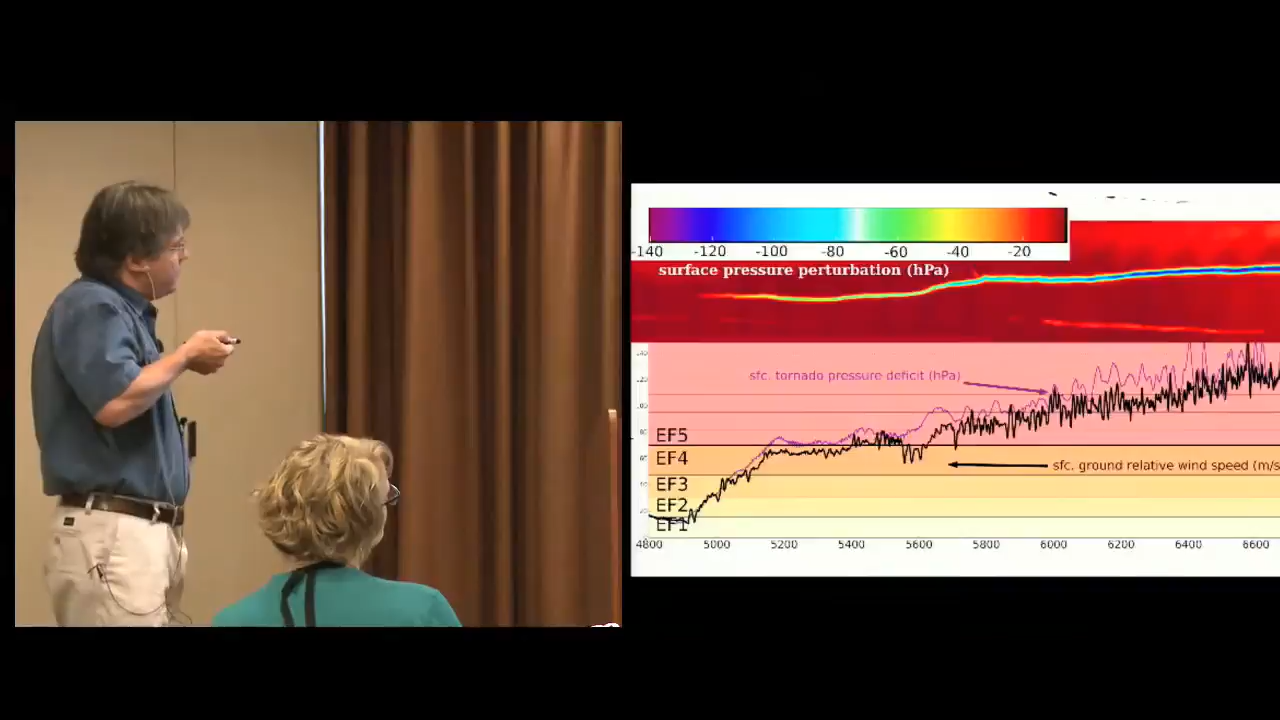 -140 -120 -100 -80 -60 -40 -20
surface pressure perturbation (hPa)
sfc. tornado pressure deficit (hPa)
EF5
EF4
sfc. ground relative wind speed (m/s
EF3
EF2
EF1
4800 5000 5200 5400 5600 5800 6000 6200 6400 6600